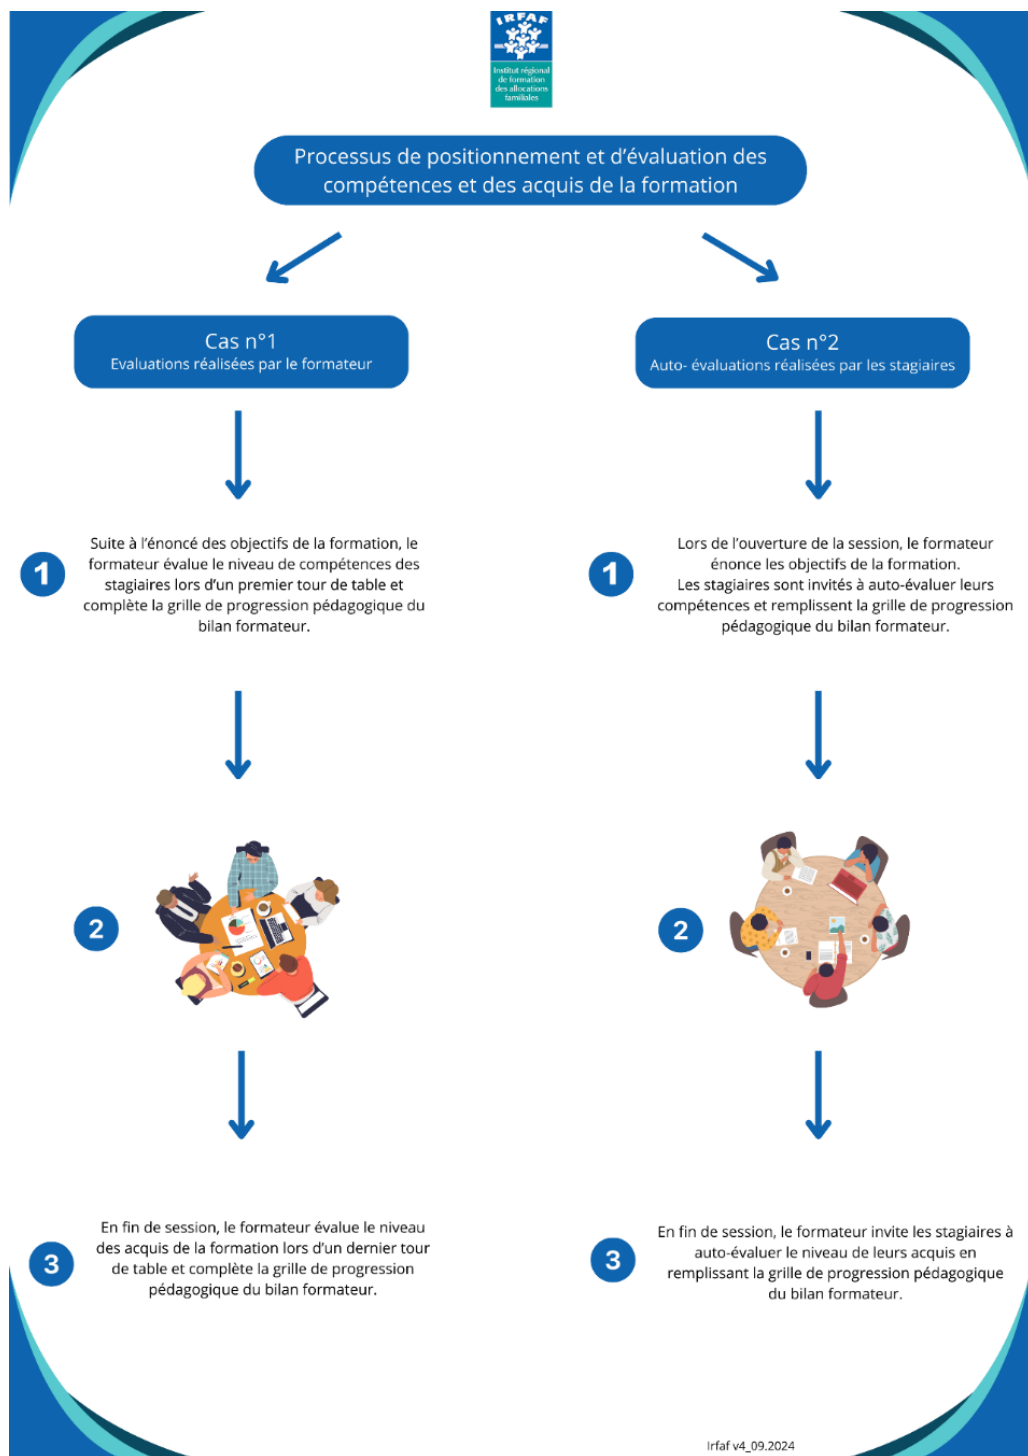 IRFAF
Institut régional
de formation
des allocations
familiales
Processus de positionnement et d'évaluation des
compétences et des acquis de la formation
Cas n°1
Evaluations réalisées par le formateur
Cas n°2
Auto- évaluations réalisées par les stagiaires
1
Suite à l'énoncé des objectifs de la formation, le
formateur évalue le niveau de compétences des
stagiaires lors d'un premier tour de table et
complète la grille de progression pédagogique du
bilan formateur.
1
Lors de l'ouverture de la session, le formateur
énonce les objectifs de la formation.
Les stagiaires sont invités à auto-évaluer leurs
compétences et remplissent la grille de progression
pédagogique du bilan formateur.
2
2
3
En fin de session, le formateur évalue le niveau
des acquis de la formation lors d'un dernier tour
de table et complète la grille de progression
pédagogique du bilan formateur.
3
En fin de session, le formateur invite les stagiaires à
auto-évaluer le niveau de leurs acquis en
remplissant la grille de progression pédagogique
du bilan formateur.
Irfaf v4_09.2024